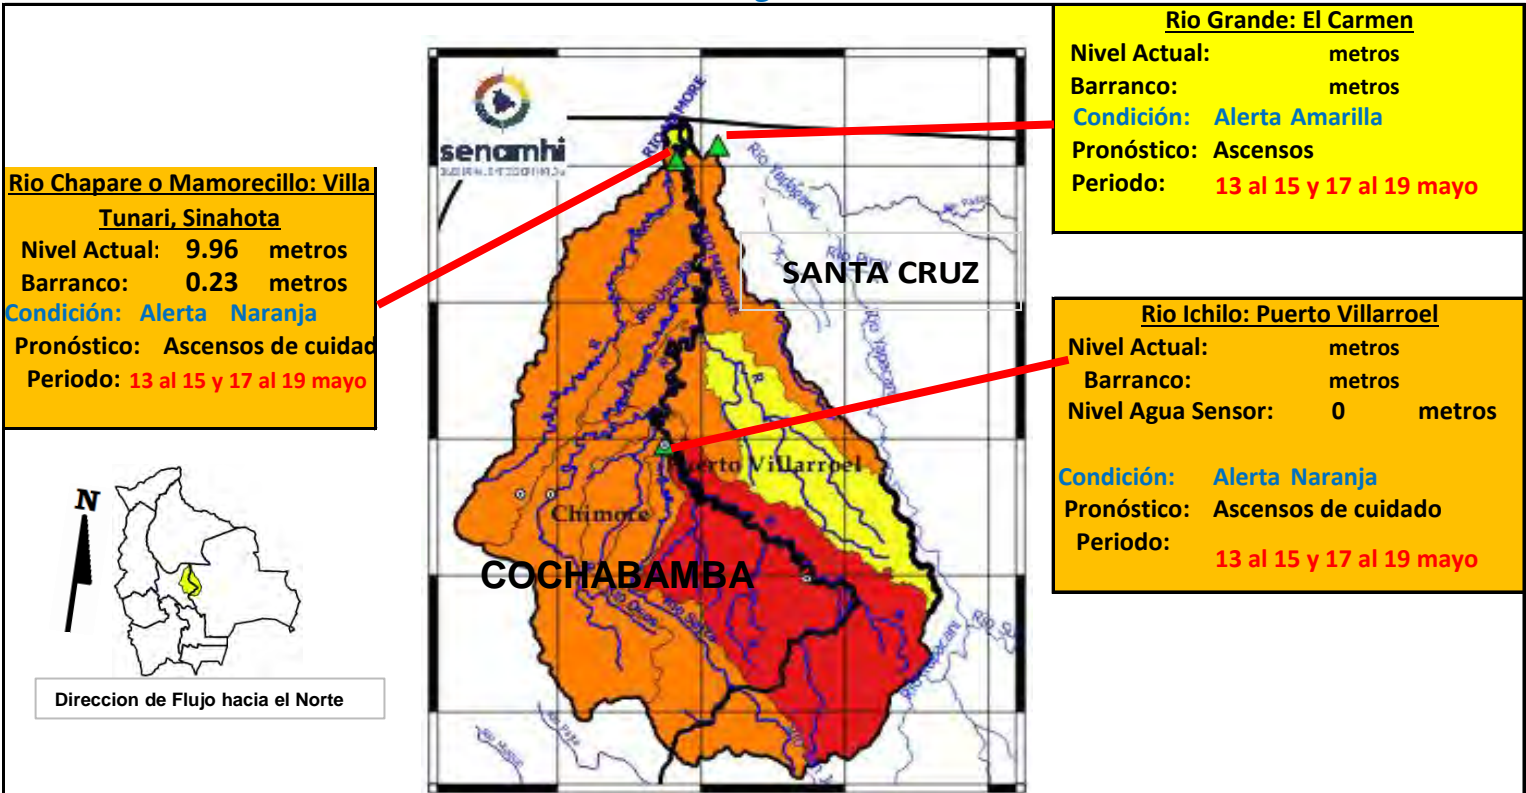 Rio Grande: El Carmen
Nivel Actual: metros
Barranco: metros
Condición: Alerta Amarilla
Pronóstico: Ascensos
Periodo: 13 al 15 y 17 al 19 mayo
Rio Chapare o Mamorecillo: Villa
Tunari, Sinahota
Nivel Actual: 9.96 metros
Barranco: 0.23 metros
Condición: Alerta Naranja
Pronóstico: Ascensos de cuidad
Periodo: 13 al 15 y 17 al 19 mayo
Rio Ichilo: Puerto Villarroel
Nivel Actual: metros
Barranco: metros
Nivel Agua Sensor: 0 metros
Condición: Alerta Naranja
Pronóstico: Ascensos de cuidado
Periodo:
13 al 15 y 17 al 19 mayo
senamhi
SANTA CRUZ
Rio Yapacani
Rio Yapacani
Puerto Villarroel
Chimore
COCHABAMBA
N
Direccion de Flujo hacia el Norte